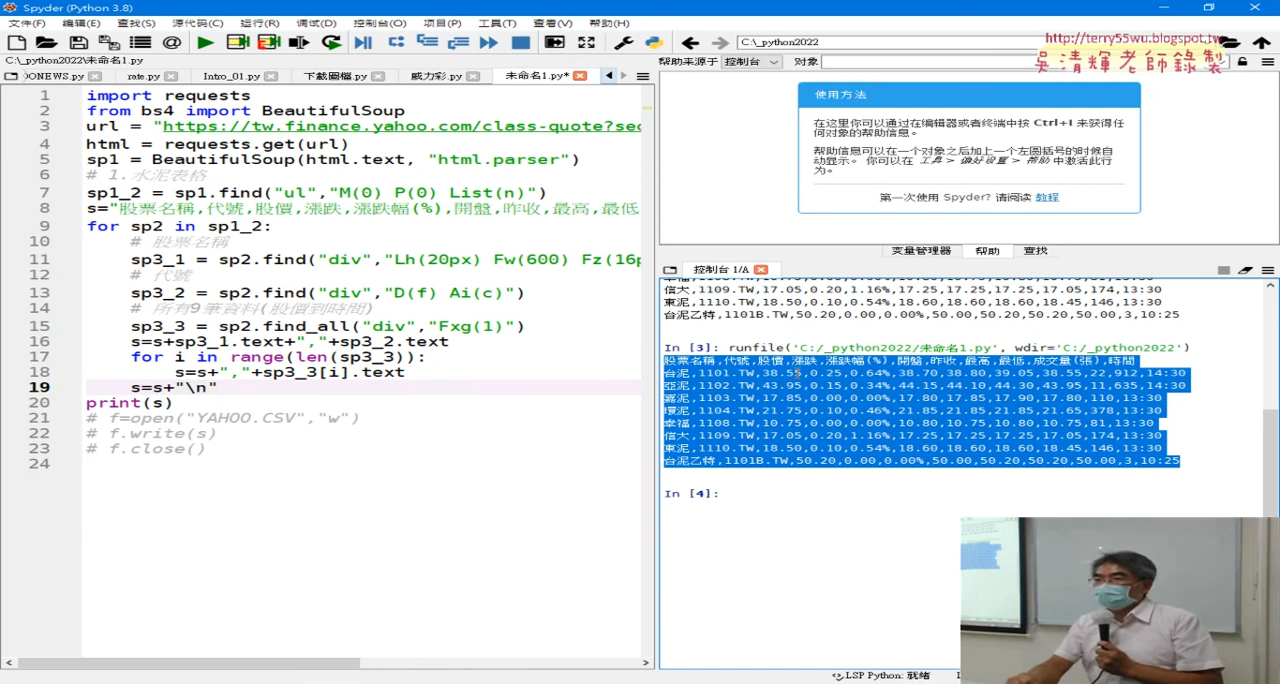 Spyder (Python 3.8)
文件(F) 编辑(E) 查找(S) 源代码(C) 运行(R) 调试(D) 控制台(O) 项目(P) 工具(T) 查看(V) 帮助(H)
C:\_python2022
http://terry55wu.blogspot.tw
吳清輝老師錄製
C:\_python2022\未命名1.py
帮助来源于 控制台 对象
ONEWS.py rate.py Intro_01.py 下載圖檔.py 威力彩.py 未命名1.py*
1 import requests
2 from bs4 import BeautifulSoup
3 url = "https://tw.finance.yahoo.com/class-quote?sec
4 html = requests.get(url)
5 sp1 = BeautifulSoup(html.text, "html.parser")
6 # 1.水泥表格
7 sp1_2 = sp1.find("ul","M(0) P(0) List(n)")
8 s="股票名稱,代號,股價,漲跌,漲跌幅(%),開盤,昨收,最高,最低
9 for sp2 in sp1_2:
10 # 股票名稱
11 sp3_1 = sp2.find("div","Lh(20px) Fw(600) Fz(16p
12 # 代號
13 sp3_2 = sp2.find("div","D(f) Ai(c)")
14 # 所有9筆資料(股價到時間)
15 sp3_3 = sp2.find_all("div","Fxg(1)")
16 s=s+sp3_1.text+","+sp3_2.text
17 for i in range(len(sp3_3)):
18 s=s+","+sp3_3[i].text
19 s=s+"\n"
20 print(s)
21 # f=open("YAHOO.CSV","w")
22 # f.write(s)
23 # f.close()
24
使用方法
在这里你可以通过在编辑器或者终端中按 Ctrl+I 来获得任
何对象的帮助信息。
帮助信息可以在一个对象之后加上一个左圆括号的时候自
动显示。 你可以在 工具 > 偏好设置 > 帮助 中激活此行
为。
第一次使用 Spyder? 请阅读 教程
变量管理器 帮助 查找
控制台 1/A
信大,1109.TW,17.05,0.20,1.16%,17.25,17.25,17.25,17.05,174,13:30
東泥,1110.TW,18.50,0.10,0.54%,18.60,18.60,18.60,18.45,146,13:30
台泥乙特,1101B.TW,50.20,0.00,0.00%,50.00,50.20,50.20,50.00,3,10:25
In [3]: runfile('C:/_python2022/未命名1.py', wdir='C:/_python2022')
股票名稱,代號,股價,漲跌,漲跌幅(%),開盤,昨收,最高,最低,成交量(張),時間
台泥,1101.TW,38.55,0.25,0.64%,38.70,38.80,39.05,38.55,22,912,14:30
亞泥,1102.TW,43.95,0.15,0.34%,44.15,44.10,44.30,43.95,11,635,14:30
嘉泥,1103.TW,17.85,0.00,0.00%,17.80,17.85,17.90,17.80,110,13:30
環泥,1104.TW,21.75,0.10,0.46%,21.85,21.85,21.85,21.65,378,13:30
幸福,1108.TW,10.75,0.00,0.00%,10.80,10.75,10.80,10.75,81,13:30
信大,1109.TW,17.05,0.20,1.16%,17.25,17.25,17.25,17.05,174,13:30
東泥,1110.TW,18.50,0.10,0.54%,18.60,18.60,18.60,18.45,146,13:30
台泥乙特,1101B.TW,50.20,0.00,0.00%,50.00,50.20,50.20,50.00,3,10:25
In [4]:
LSP Python: 就绪